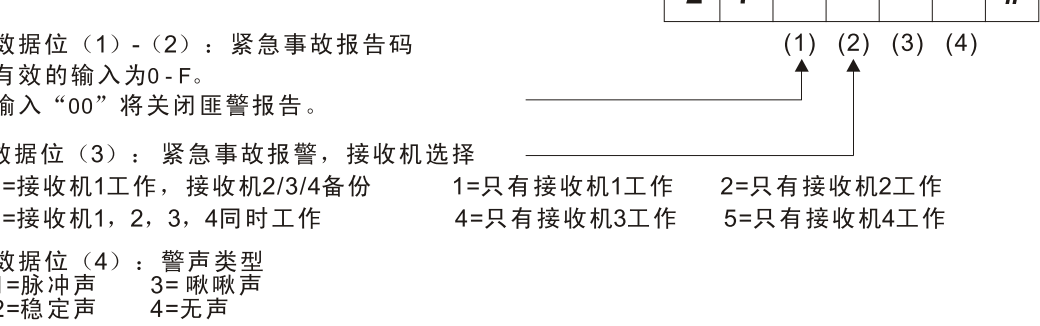 数据位（1）-（2）：紧急事故报告码 (1) (2) (3) (4)
有效的输入为0-F。
输入“00”将关闭匪警报告。
数据位（3）： 紧急事故报警，接收机选择
=接收机1工作，接收机2/3/4备份 1=只有接收机1工作 2=只有接收机2工作
=接收机1，2，3，4同时工作 4=只有接收机3工作 5=只有接收机4工作
数据位（4）：警声类型
1=脉冲声 3= 啾啾声
2=稳定声 4=无声